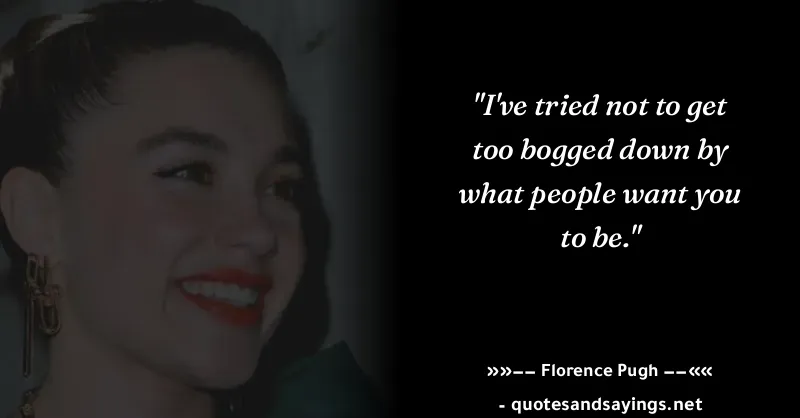 "I've tried not to get
too bogged down by
what people want you
to be."
»»−− Florence Pugh −−««
- quotesandsayings.net